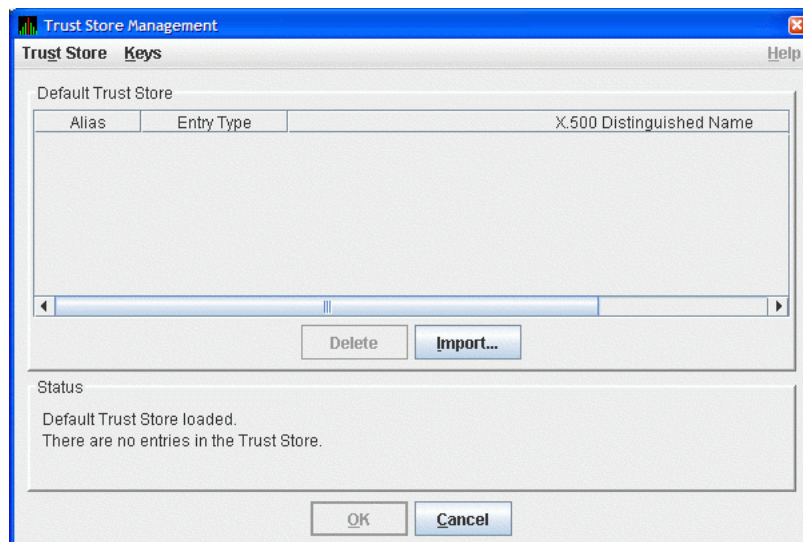 Trust Store Management
Trust Store Keys Help
Default Trust Store
Alias Entry Type X.500 Distinguished Name
Delete Import...
Status
Default Trust Store loaded.
There are no entries in the Trust Store.
OK Cancel